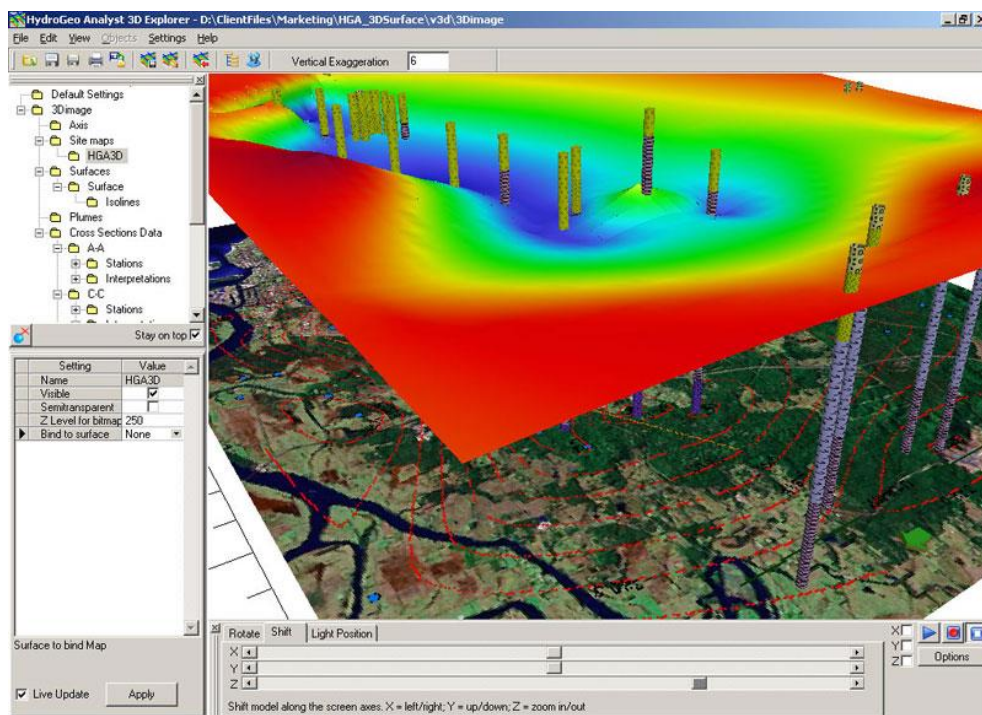 HydroGeo Analyst 3D Explorer - D:\ClientFiles\Marketing\HGA_3DSurface\v3d\3Dimage
File Edit View Objects Settings Help
Vertical Exaggeration 6
Default Settings
3Dimage
Axis
Site maps
HGA3D
Surfaces
Surface
Isolines
Plumes
Cross Sections Data
A-A
Stations
Interpretations
C-C
Stations
Stay on top
Setting Value
Name HGA3D
Visible
Semitransparent
Z Level for bitmap 250
Bind to surface None
Surface to bind Map
Live Update Apply
Rotate Shift Light Position
X
Y
Z
Shift model along the screen axes. X = left/right; Y = up/down; Z = zoom in/out
X
Y
Z
Options